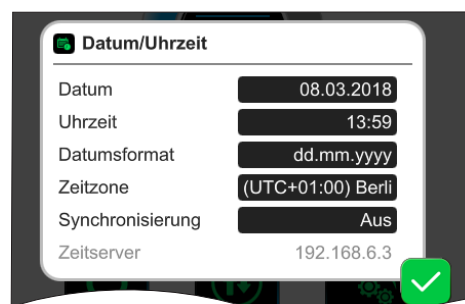 Datum/Uhrzeit
Datum 08.03.2018
Uhrzeit 13:59
Datumsformat dd.mm.yyyy
Zeitzone (UTC+01:00) Berli
Synchronisierung Aus
Zeitserver 192.168.6.3